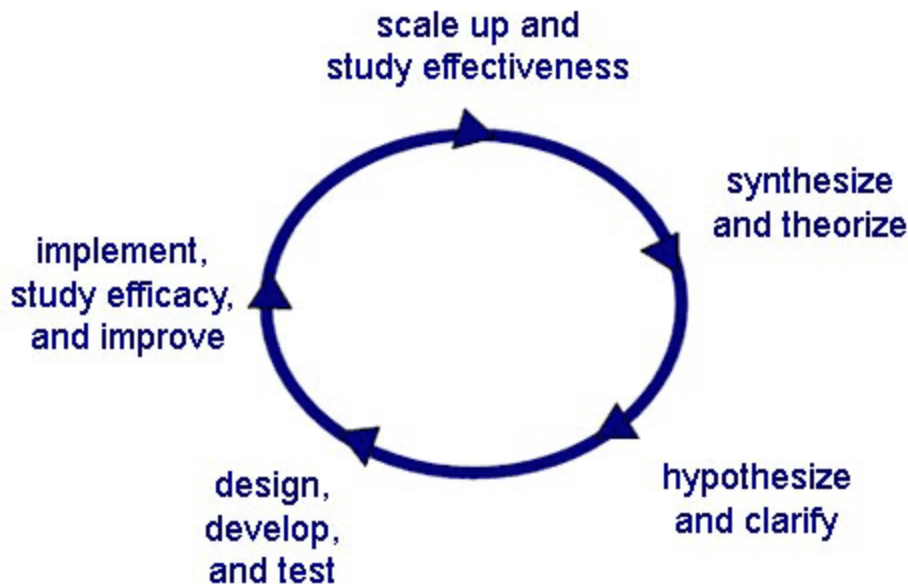 scale up and
study effectiveness
synthesize
and theorize
hypothesize
and clarify
design,
develop,
and test
implement,
study efficacy,
and improve